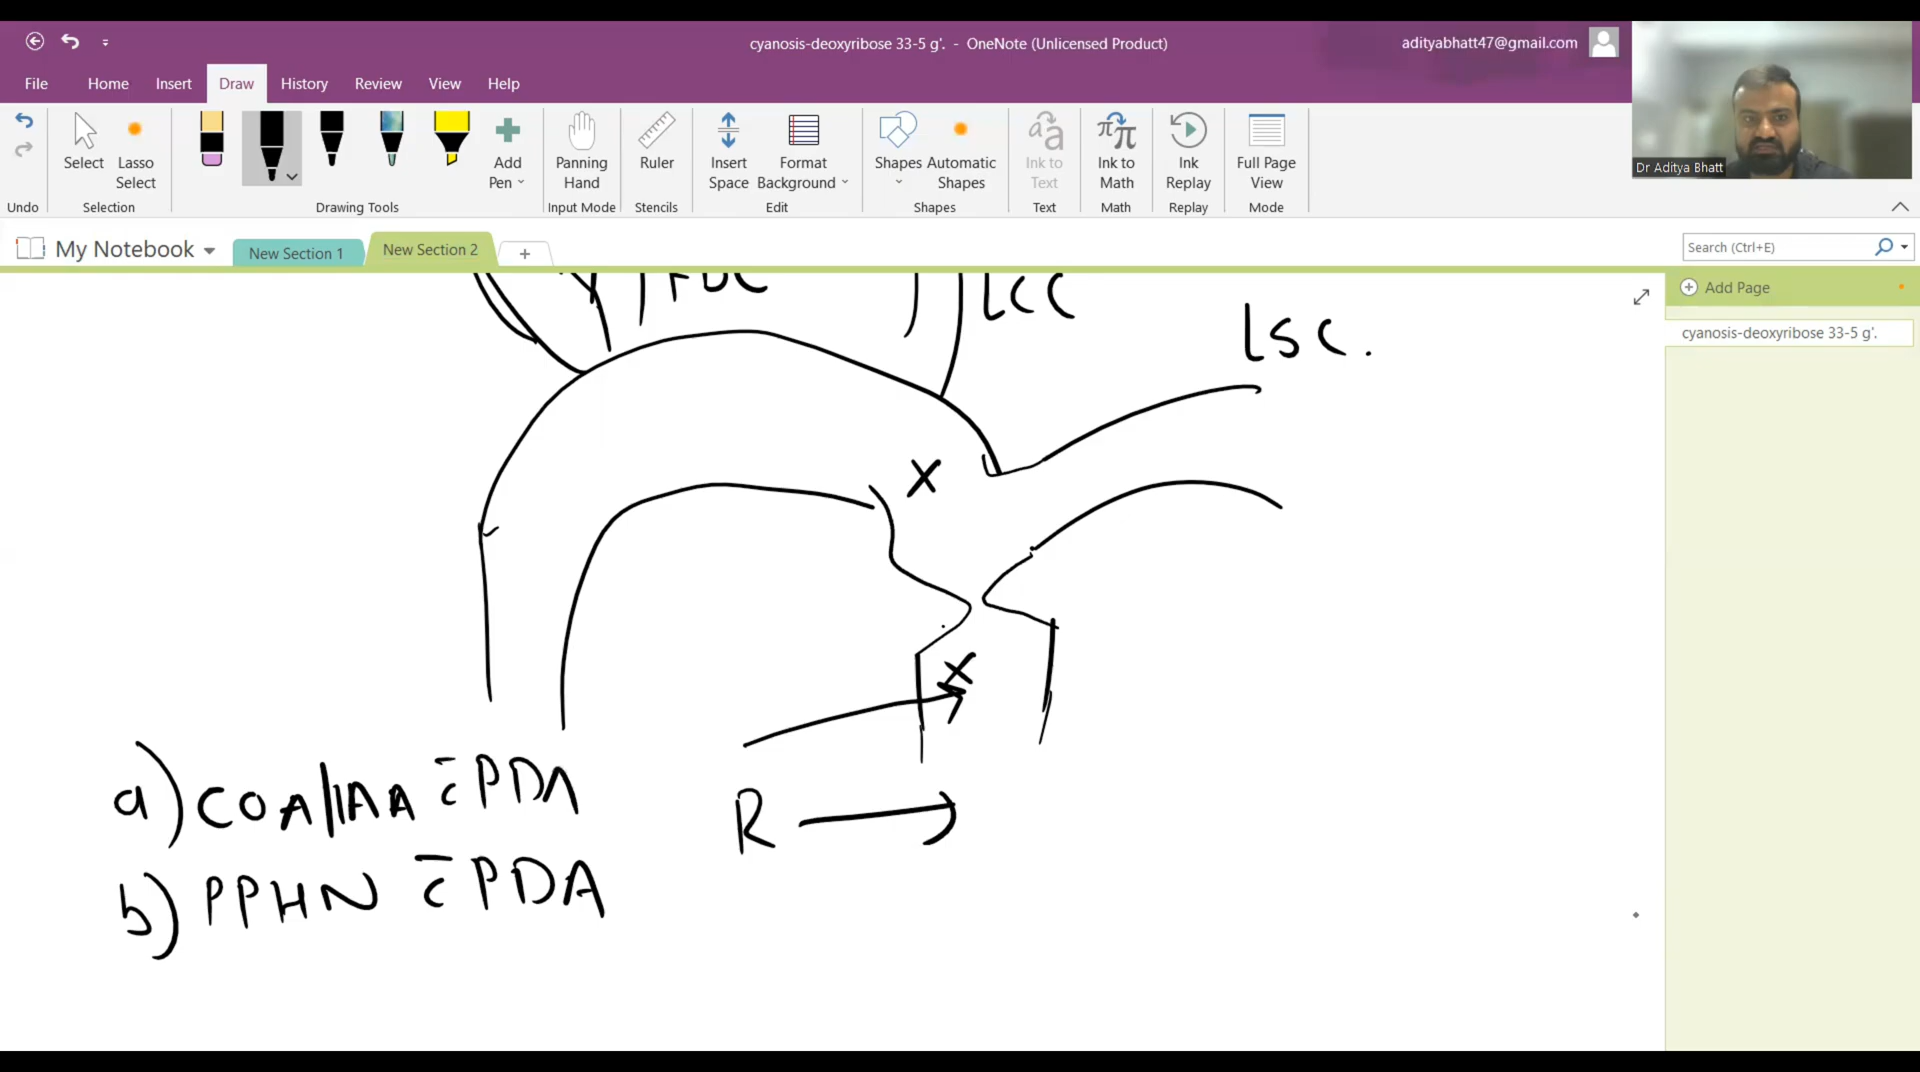 cyanosis-deoxyribose 33-5 g'. - OneNote (Unlicensed Product)
adityabhatt47@gmail.com
File Home Insert Draw History Review View Help
Undo
Select
Lasso Select
Selection
Drawing Tools
Add Pen
Panning Hand
Input Mode
Ruler
Stencils
Insert Space
Format Background
Edit
Shapes
Automatic Shapes
Shapes
Ink to Text
Text
Ink to Math
Math
Ink Replay
Replay
Full Page View
Mode
Dr Aditya Bhatt
My Notebook
New Section 1
New Section 2
Search (Ctrl+E)
Add Page
cyanosis-deoxyribose 33-5 g'.
LCC
LSC.
X
X
a) COA/IAA c̄ PDA
R
b) PPHN c̄ PDA